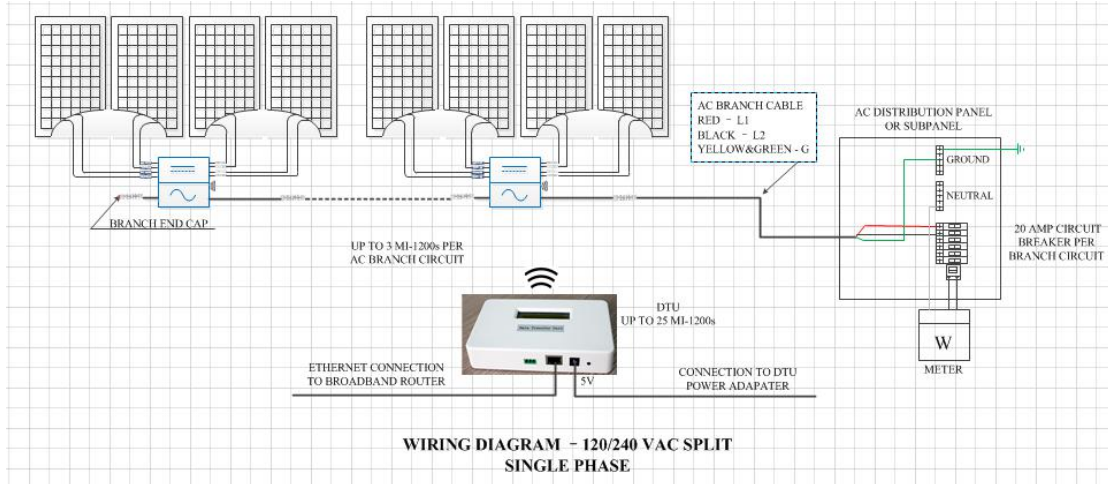 AC BRANCH CABLE
RED - L1
BLACK - L2
YELLOW&GREEN - G
AC DISTRIBUTION PANEL
OR SUBPANEL
GROUND
NEUTRAL
BRANCH END CAP
20 AMP CIRCUIT
BREAKER PER
BRANCH CIRCUIT
UP TO 3 MI-1200s PER
AC BRANCH CIRCUIT
DTU
UP TO 25 MI-1200s
W
METER
ETHERNET CONNECTION
TO BROADBAND ROUTER
5V
CONNECTION TO DTU
POWER ADAPATER
WIRING DIAGRAM - 120/240 VAC SPLIT
SINGLE PHASE